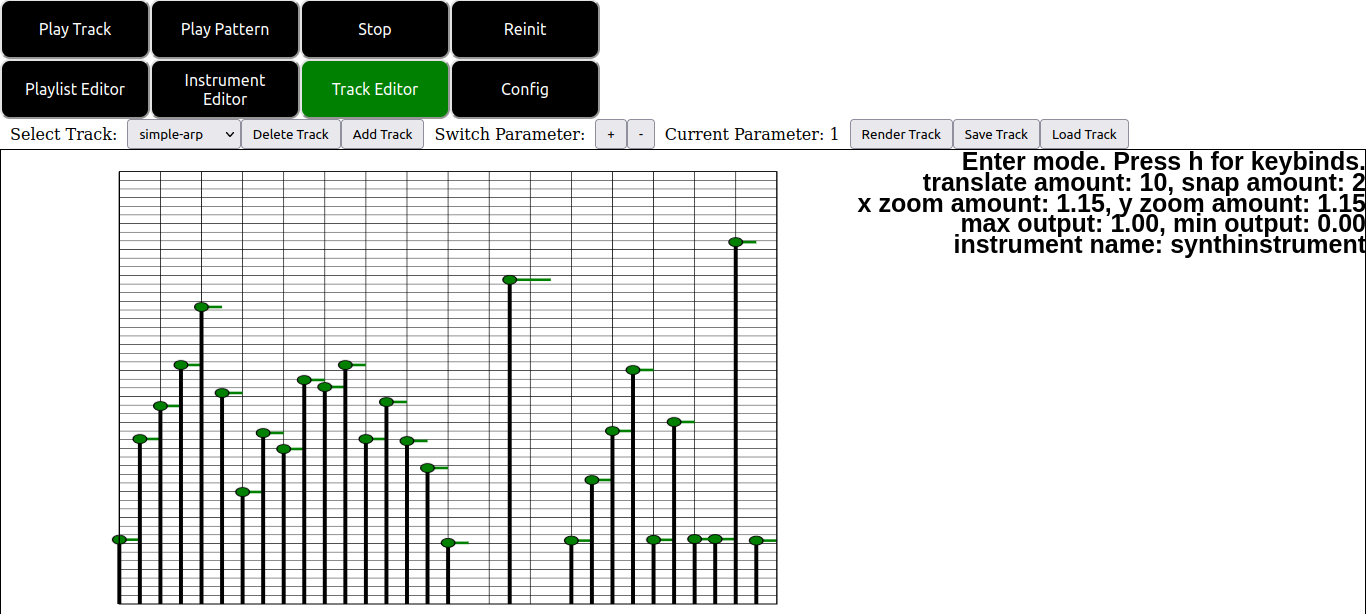 Play Track Play Pattern Stop Reinit
Playlist Editor Instrument Editor Track Editor Config
Select Track: simple-arp Delete Track Add Track Switch Parameter: + - Current Parameter: 1 Render Track Save Track Load Track
Enter mode. Press h for keybinds.
translate amount: 10, snap amount: 2
x zoom amount: 1.15, y zoom amount: 1.15
max output: 1.00, min output: 0.00
instrument name: synthinstrument